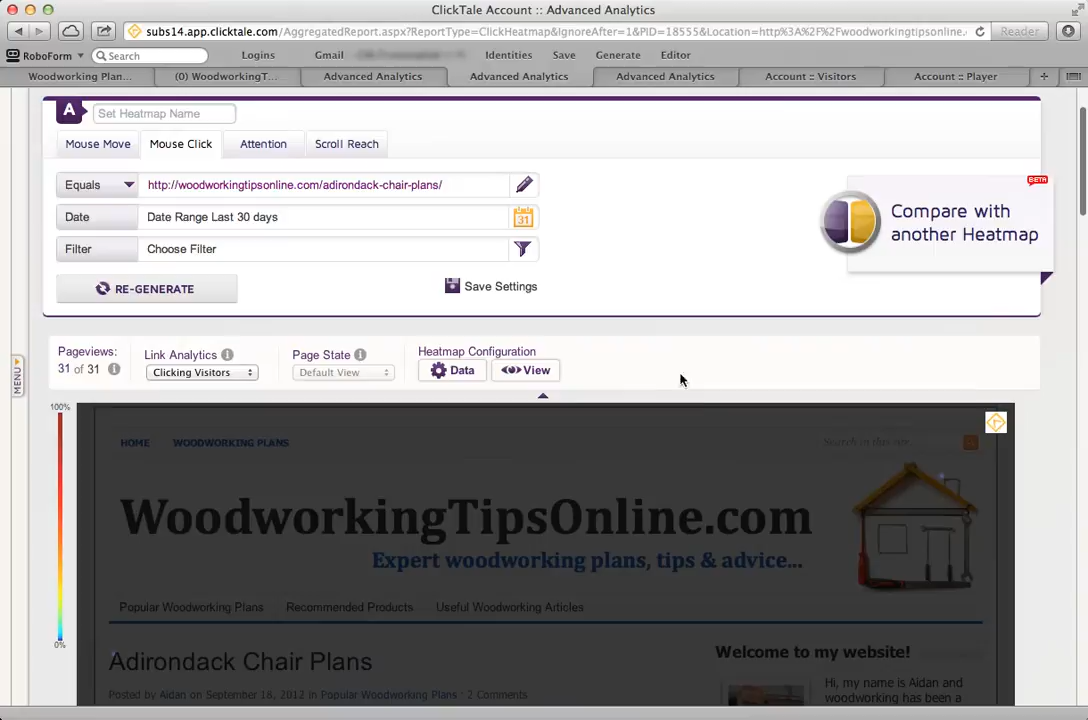 ClickTale Account :: Advanced Analytics
subs14.app.clicktale.com/AggregatedReport.aspx?ReportType=ClickHeatmap&IgnoreAfter=1&PID=18555&Location=http%3A%2F%2Fwoodworkingtipsonline.
Reader
RoboForm Search Logins Gmail Identities Save Generate Editor
Woodworking Plan... (0) WoodworkingT... Advanced Analytics Advanced Analytics Advanced Analytics Account :: Visitors Account :: Player
A Set Heatmap Name
Mouse Move Mouse Click Attention Scroll Reach
Equals http://woodworkingtipsonline.com/adirondack-chair-plans/
BETA
Date Date Range Last 30 days 31
Compare with
another Heatmap
Filter Choose Filter
RE-GENERATE Save Settings
Pageviews: Link Analytics Page State Heatmap Configuration
31 of 31 Clicking Visitors Default View Data View
MENU
100%
0%
HOME WOODWORKING PLANS Search in this site...
WoodworkingTipsOnline.com
Expert woodworking plans, tips & advice...
Popular Woodworking Plans Recommended Products Useful Woodworking Articles
Adirondack Chair Plans
Posted by Aidan on September 18, 2012 in Popular Woodworking Plans : 2 Comments
Welcome to my website!
Hi, my name is Aidan and
woodworking has been a